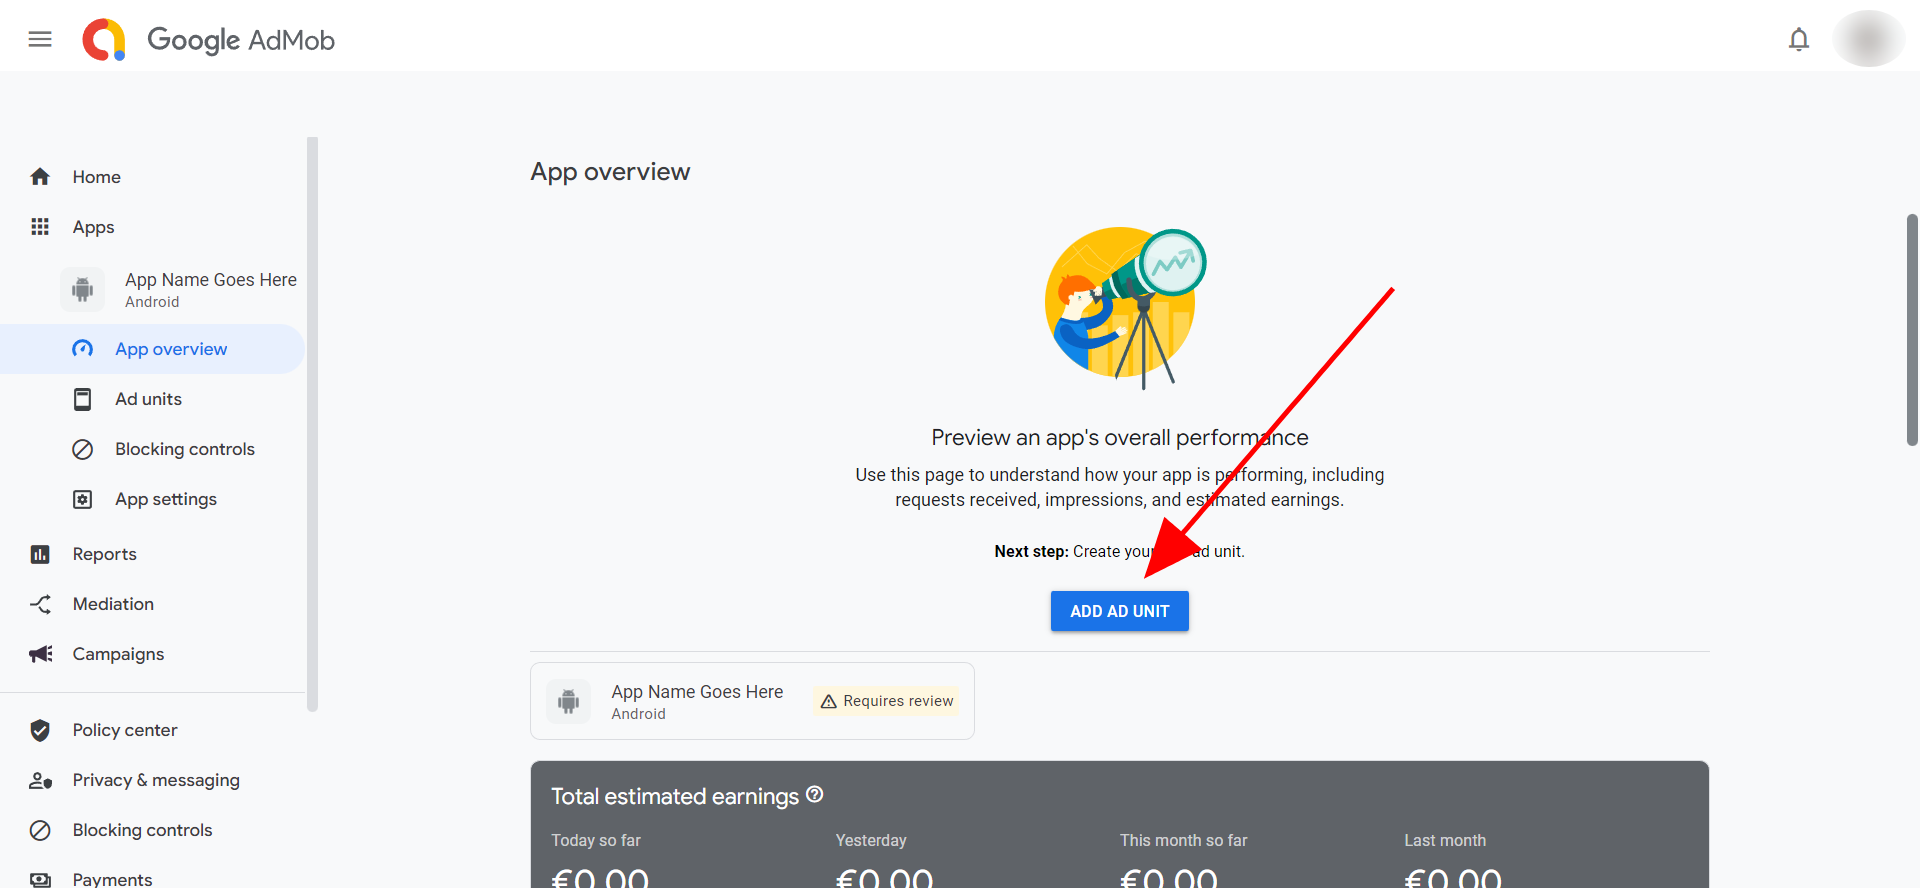 Google AdMob
Home
Apps
App Name Goes Here
Android
App overview
Ad units
Blocking controls
App settings
Reports
Mediation
Campaigns
Policy center
Privacy & messaging
Blocking controls
Payments
App overview
Preview an app's overall performance
Use this page to understand how your app is performing, including
requests received, impressions, and estimated earnings.
Next step: Create your ad unit.
ADD AD UNIT
App Name Goes Here
Android
Requires review
Total estimated earnings
Today so far
Yesterday
This month so far
Last month
€0.00
€0.00
€0.00
€0.00